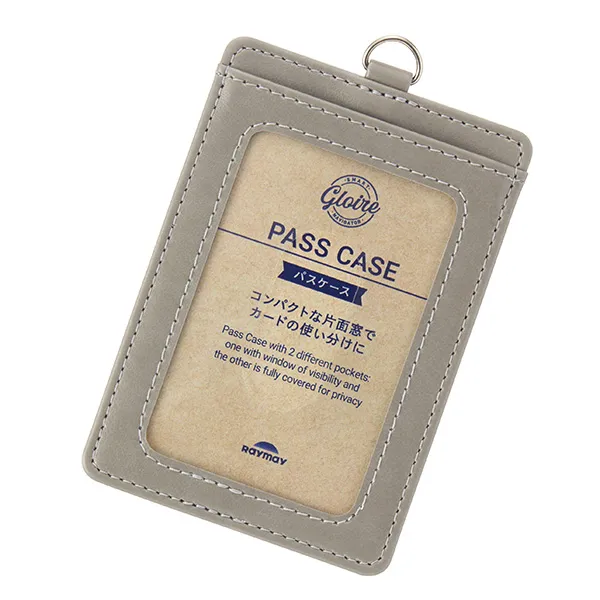 SMART
Gloire
NAVIGATOR
PASS CASE
パスケース
コンパクトな片面窓で
カードの使い分けに
Pass Case with 2 different pockets:
one with window of visibility and
the other is fully covered for privacy
RAYMAY